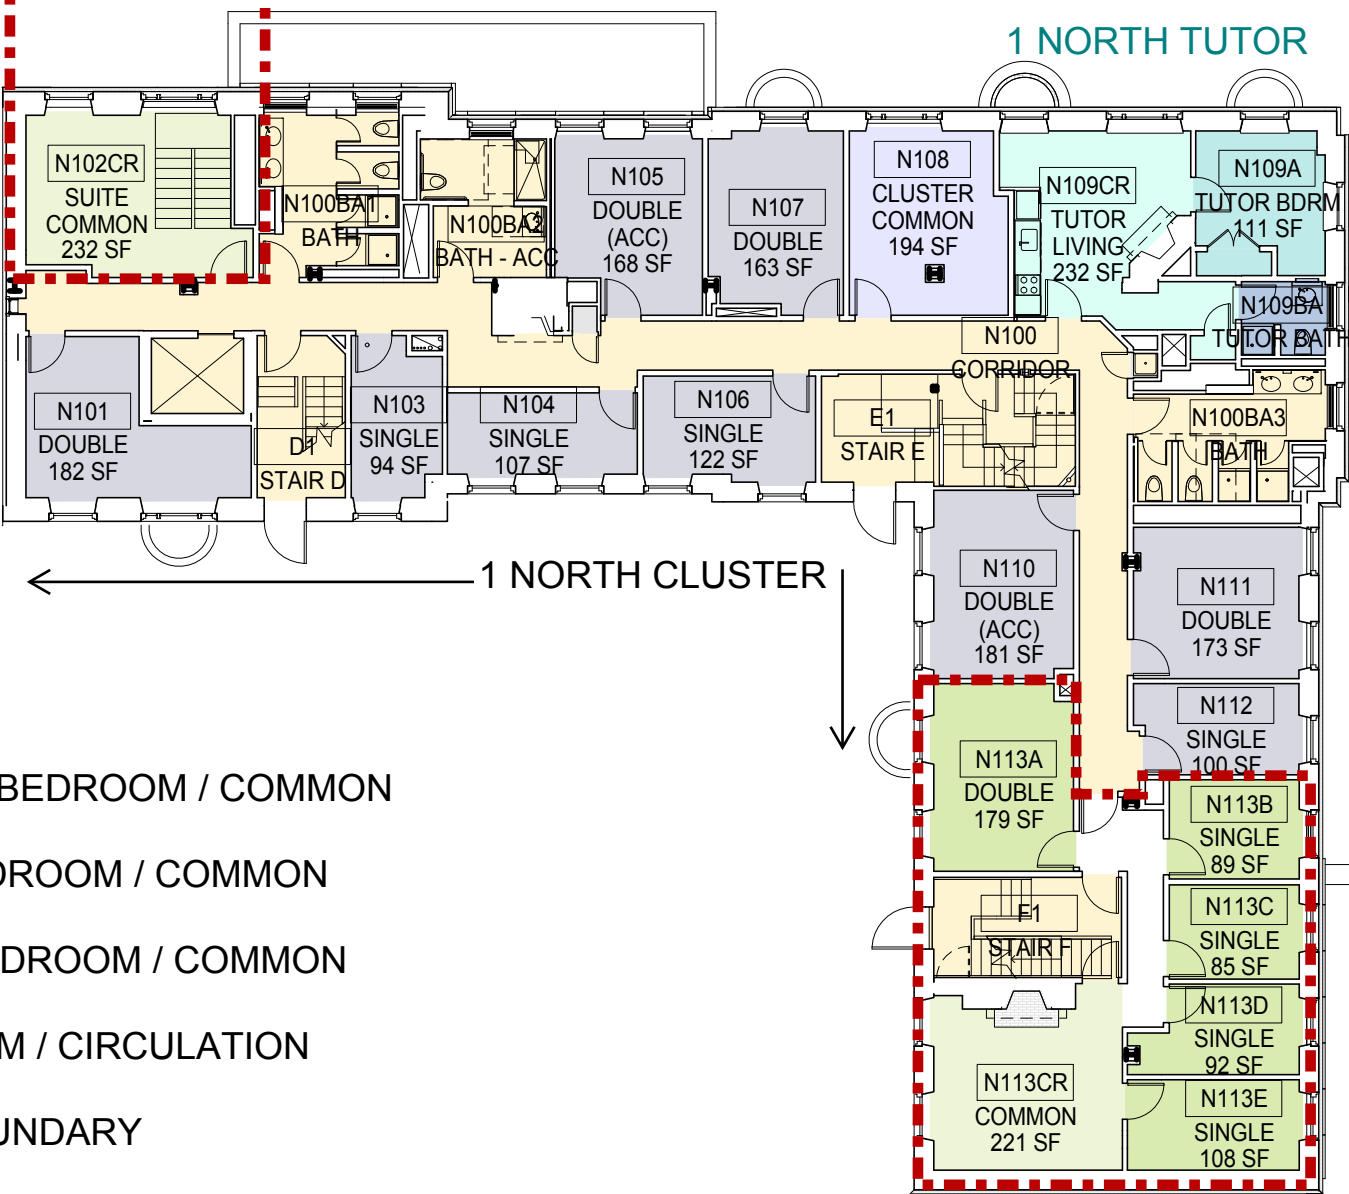 1 NORTH TUTOR
N102CR
SUITE
COMMON
232 SF
N100BA1
BATH
N100BA2
BATH - ACC
N105
DOUBLE
(ACC)
168 SF
N107
DOUBLE
163 SF
N108
CLUSTER
COMMON
194 SF
N109CR
TUTOR
LIVING
232 SF
N109A
TUTOR BDRM
111 SF
N109BA
TUTOR BATH
N100
CORRIDOR
N101
DOUBLE
182 SF
D1
STAIR D
N103
SINGLE
94 SF
N104
SINGLE
107 SF
N106
SINGLE
122 SF
E1
STAIR E
N100BA3
BATH
1 NORTH CLUSTER
N110
DOUBLE
(ACC)
181 SF
N111
DOUBLE
173 SF
N112
SINGLE
100 SF
N113A
DOUBLE
179 SF
N113B
SINGLE
89 SF
N113C
SINGLE
85 SF
F1
STAIR F
N113D
SINGLE
92 SF
N113CR
COMMON
221 SF
N113E
SINGLE
108 SF
BEDROOM / COMMON
DROOM / COMMON
DROOM / COMMON
M / CIRCULATION
UNDARY